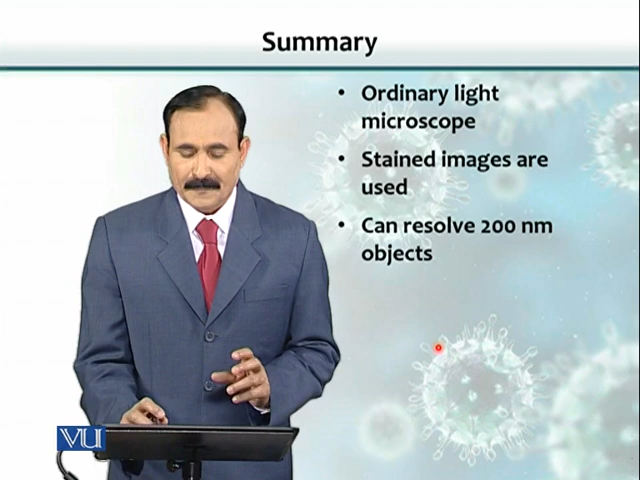 Summary
• Ordinary light
microscope
• Stained images are
used
• Can resolve 200 nm
objects
VU